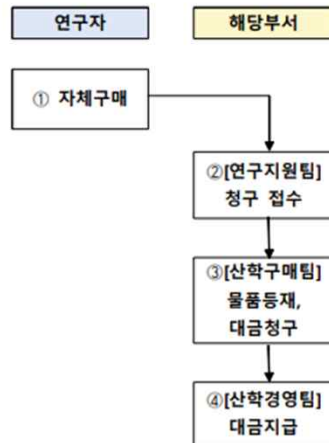 연구자
해당부서
① 자체구매
②[연구지원팀]
청구 접수
③[산학구매팀]
물품등재,
대금청구
④[산학경영팀]
대금지급